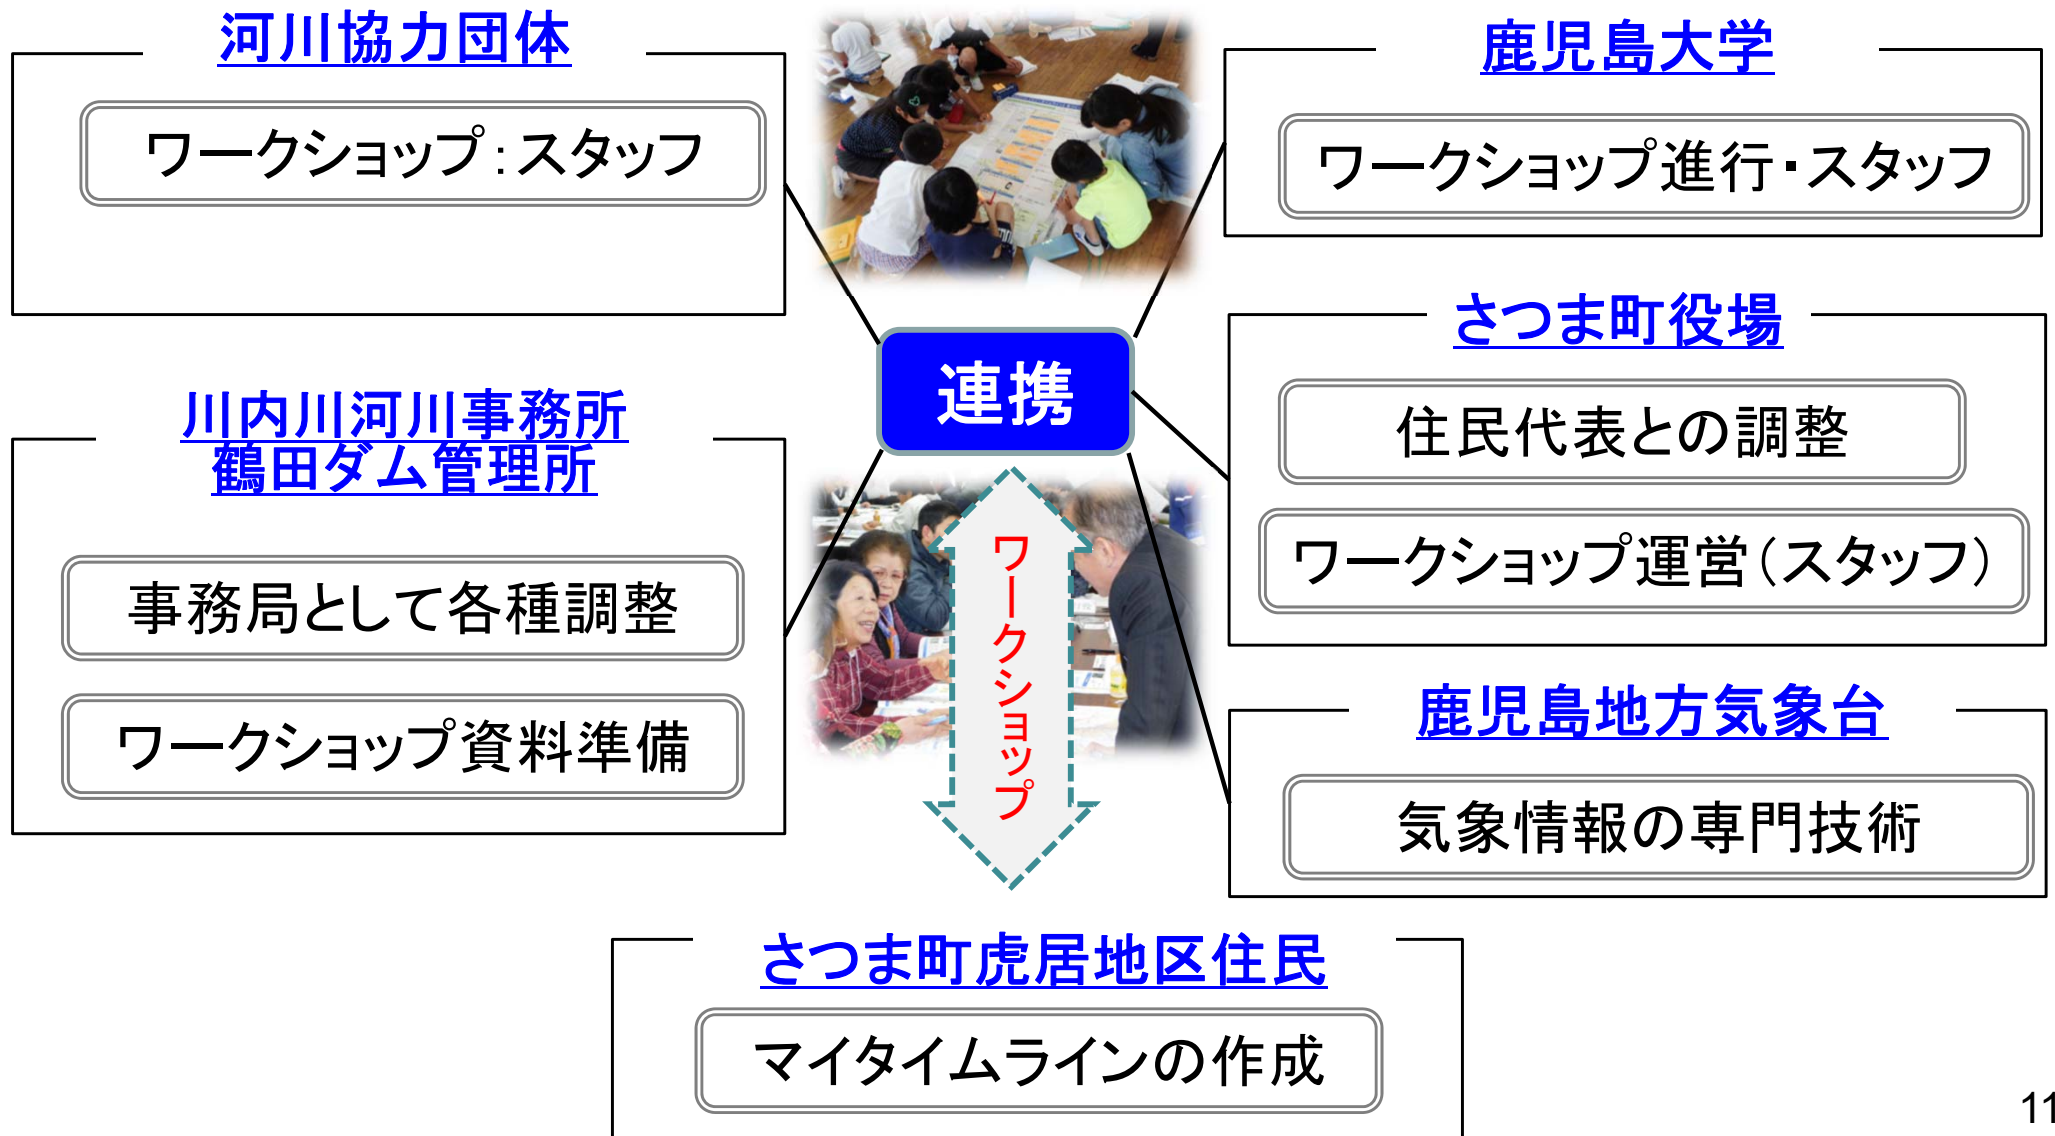 河川協力団体
ワークショップ:スタッフ
鹿児島大学
ワークショップ進行・スタッフ
連携
さつま町役場
住民代表との調整
ワークショップ運営(スタッフ)
川内川河川事務所
鶴田ダム管理所
事務局として各種調整
ワークショップ資料準備
ワークショップ
鹿児島地方気象台
気象情報の専門技術
さつま町虎居地区住民
マイタイムラインの作成
11